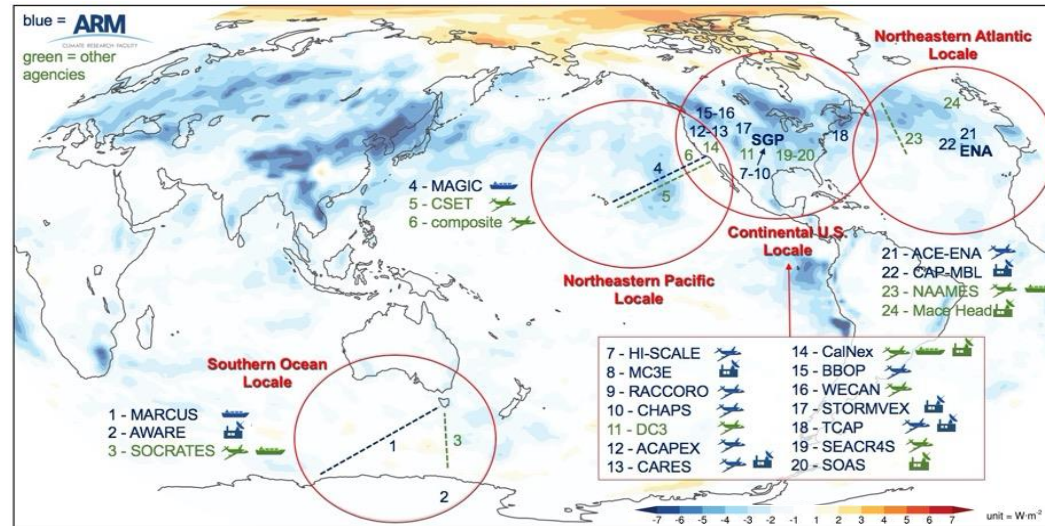 blue = ARM
CLIMATE RESEARCH FACILITY
green = other
agencies
Northeastern Atlantic
Locale
15-16
12-13
17
14
SGP
11
7-10
19-20
18
24
23
21
22
ENA
4
5
6
4 - MAGIC
5 - CSET
6 - composite
Northeastern Pacific
Locale
Continental U.S.
Locale
21 - ACE-ENA
22 - CAP-MBL
23 - NAAMES
24 - Mace Head
Southern Ocean
Locale
1 - MARCUS
2 - AWARE
3 - SOCRATES
1
3
2
7 - HI-SCALE
8 - MC3E
9 - RACCORO
10 - CHAPS
11 - DC3
12 - ACAPEX
13 - CARES
14 - CalNex
15 - BBOP
16 - WECAN
17 - STORMVEX
18 - TCAP
19 - SEACR4S
20 - SOAS
-7 -6 -5 -4 -3 -2 -1 1 2 3 4 5 6 7
unit = W·m-2